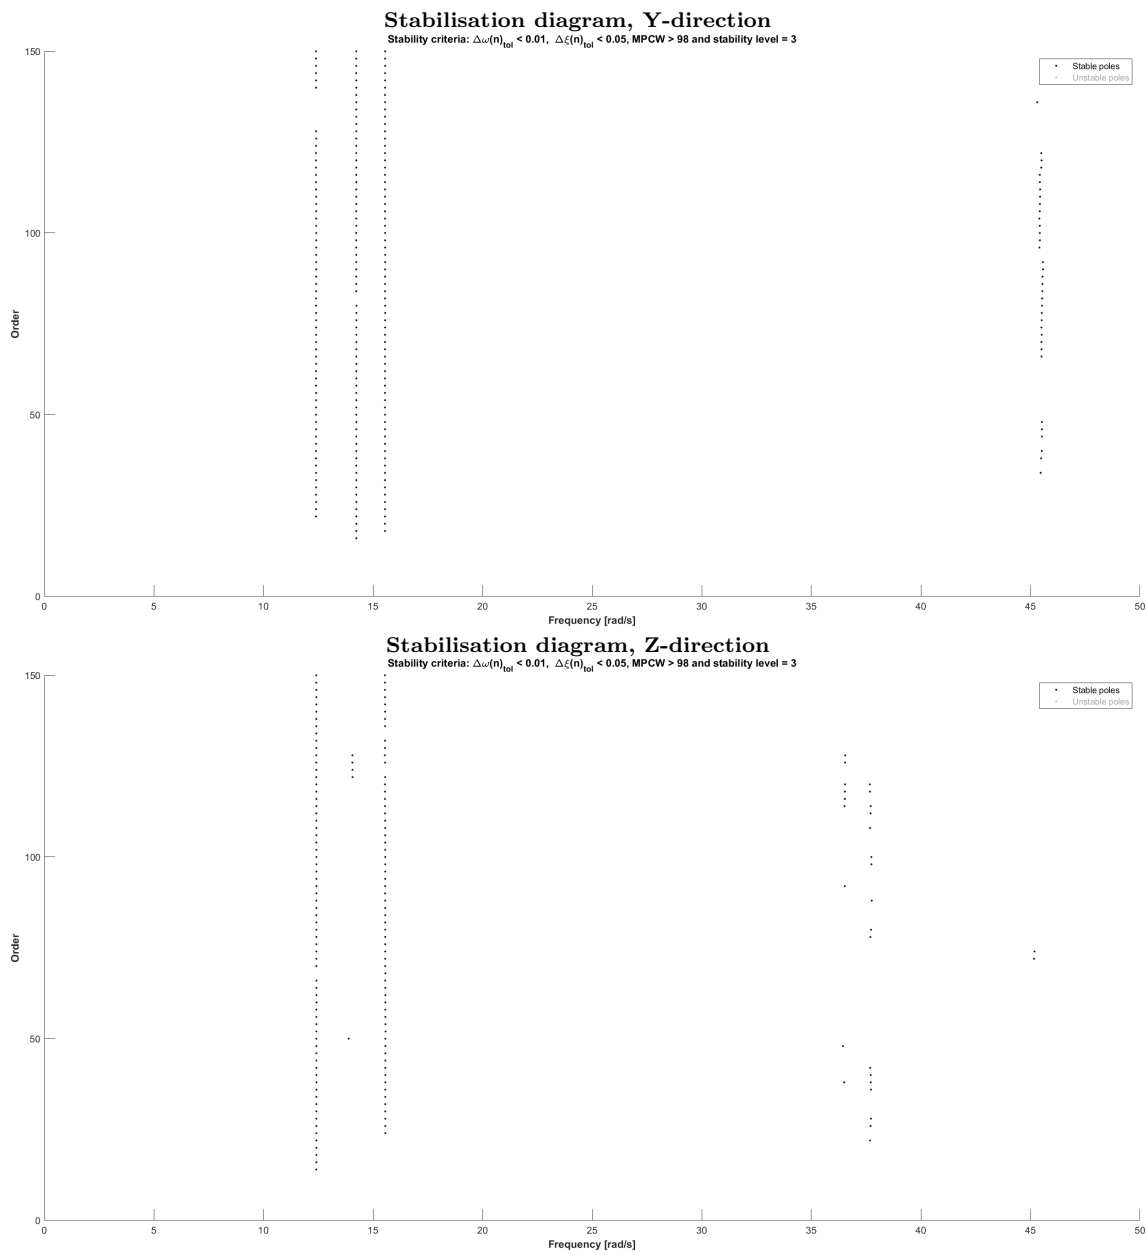 Stabilisation diagram, Y-direction
Stability criteria: Δω(n)tol < 0.01, Δξ(n)tol < 0.05, MPCW > 98 and stability level = 3
Stable poles
Unstable poles
150
100
50
0
Order
0 5 10 15 20 25 30 35 40 45 50
Frequency [rad/s]
Stabilisation diagram, Z-direction
Stability criteria: Δω(n)tol < 0.01, Δξ(n)tol < 0.05, MPCW > 98 and stability level = 3
Stable poles
Unstable poles
150
100
50
0
Order
0 5 10 15 20 25 30 35 40 45 50
Frequency [rad/s]